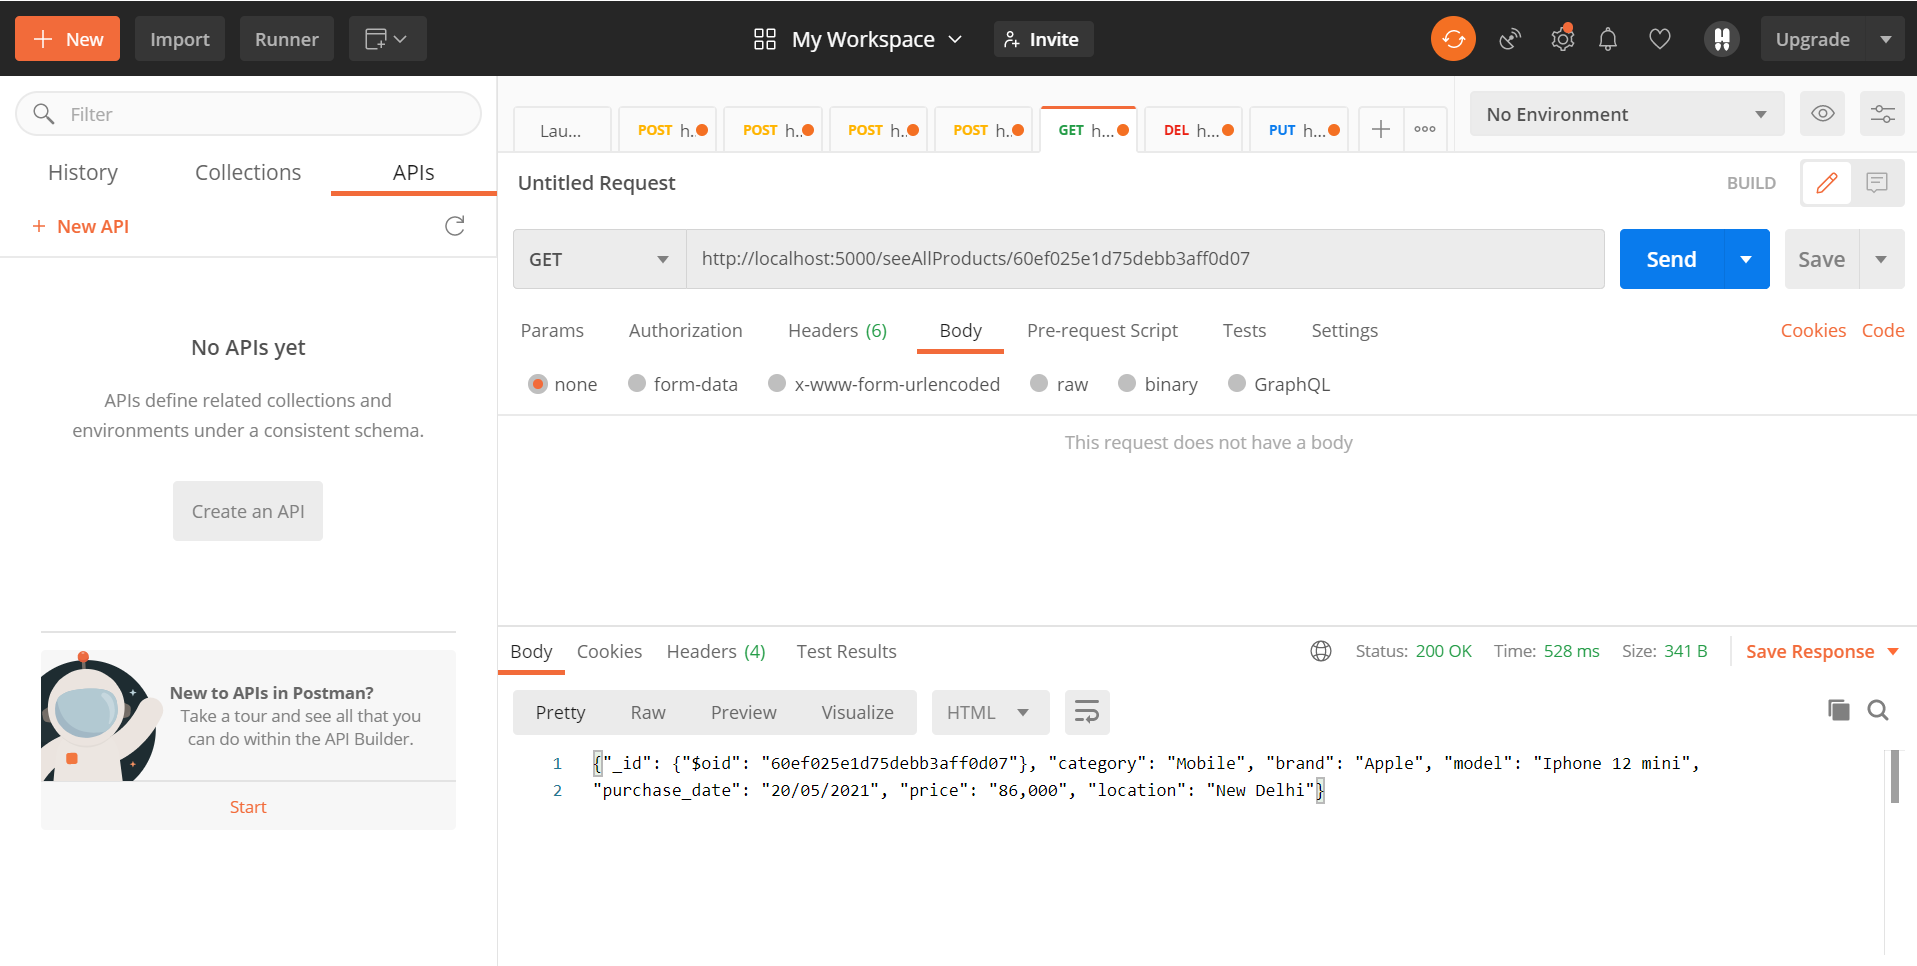 New Import Runner My Workspace Invite Upgrade
Filter
History Collections APIs
+ New API
No APIs yet
APIs define related collections and
environments under a consistent schema.
Create an API
New to APIs in Postman?
Take a tour and see all that you
can do within the API Builder.
Start
Lau... POST h.. POST h.. POST h.. POST h.. GET h... DEL h... PUT h... No Environment
Untitled Request BUILD
GET http://localhost:5000/seeAllProducts/60ef025e1d75debb3aff0d07 Send Save
Params Authorization Headers (6) Body Pre-request Script Tests Settings Cookies Code
none form-data x-www-form-urlencoded raw binary GraphQL
This request does not have a body
Body Cookies Headers (4) Test Results Status: 200 OK Time: 528 ms Size: 341 B Save Response
Pretty Raw Preview Visualize HTML
1 {"_id": {"$oid": "60ef025e1d75debb3aff0d07"}, "category": "Mobile", "brand": "Apple", "model": "Iphone 12 mini",
2 "purchase_date": "20/05/2021", "price": "86,000", "location": "New Delhi"}